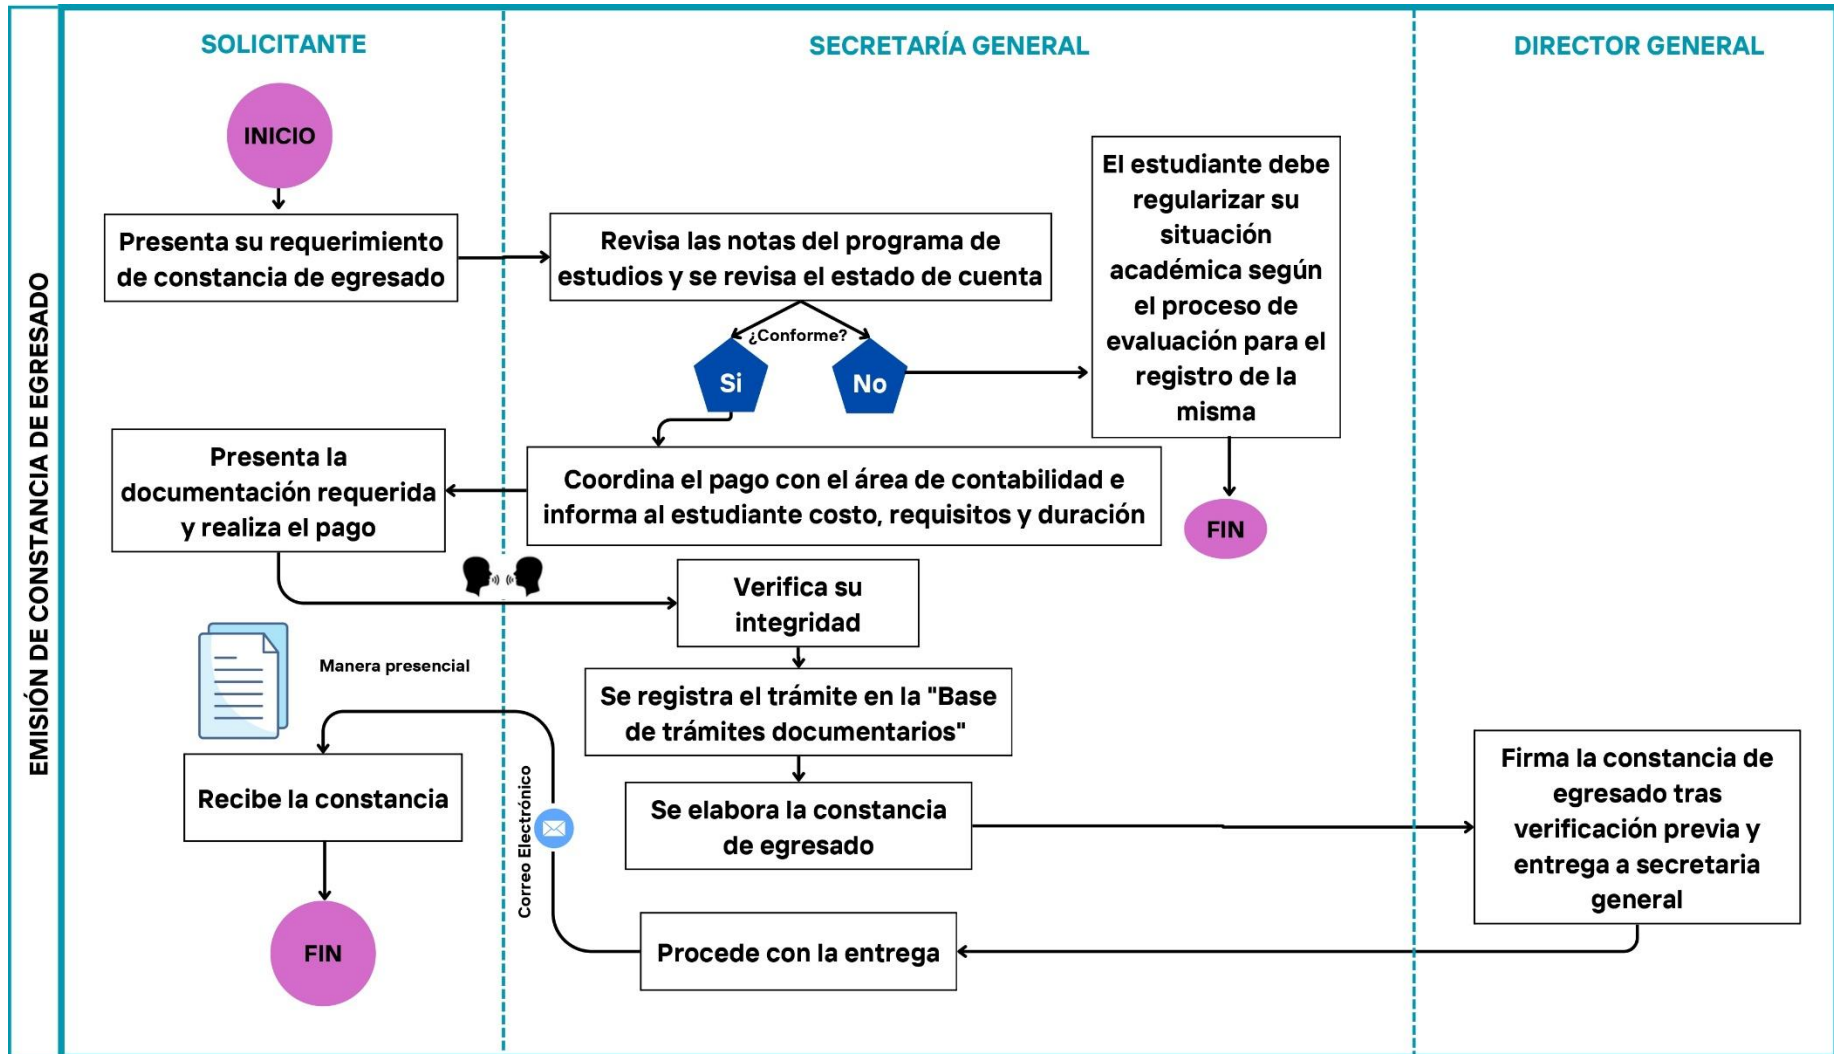 EMISIÓN DE CONSTANCIA DE EGRESADO
SOLICITANTE
SECRETARÍA GENERAL
DIRECTOR GENERAL
INICIO
Presenta su requerimiento
de constancia de egresado
Revisa las notas del programa de
estudios y se revisa el estado de cuenta
¿Conforme?
Si
No
El estudiante debe
regularizar su
situación
académica según
el proceso de
evaluación para el
registro de la
misma
FIN
Coordina el pago con el área de contabilidad e
informa al estudiante costo, requisitos y duración
Presenta la
documentación requerida
y realiza el pago
Verifica su
integridad
Se registra el trámite en la "Base
de trámites documentarios"
Se elabora la constancia
de egresado
Firma la constancia de
egresado tras
verificación previa y
entrega a secretaria
general
Procede con la entrega
Correo Electrónico
Manera presencial
Recibe la constancia
FIN